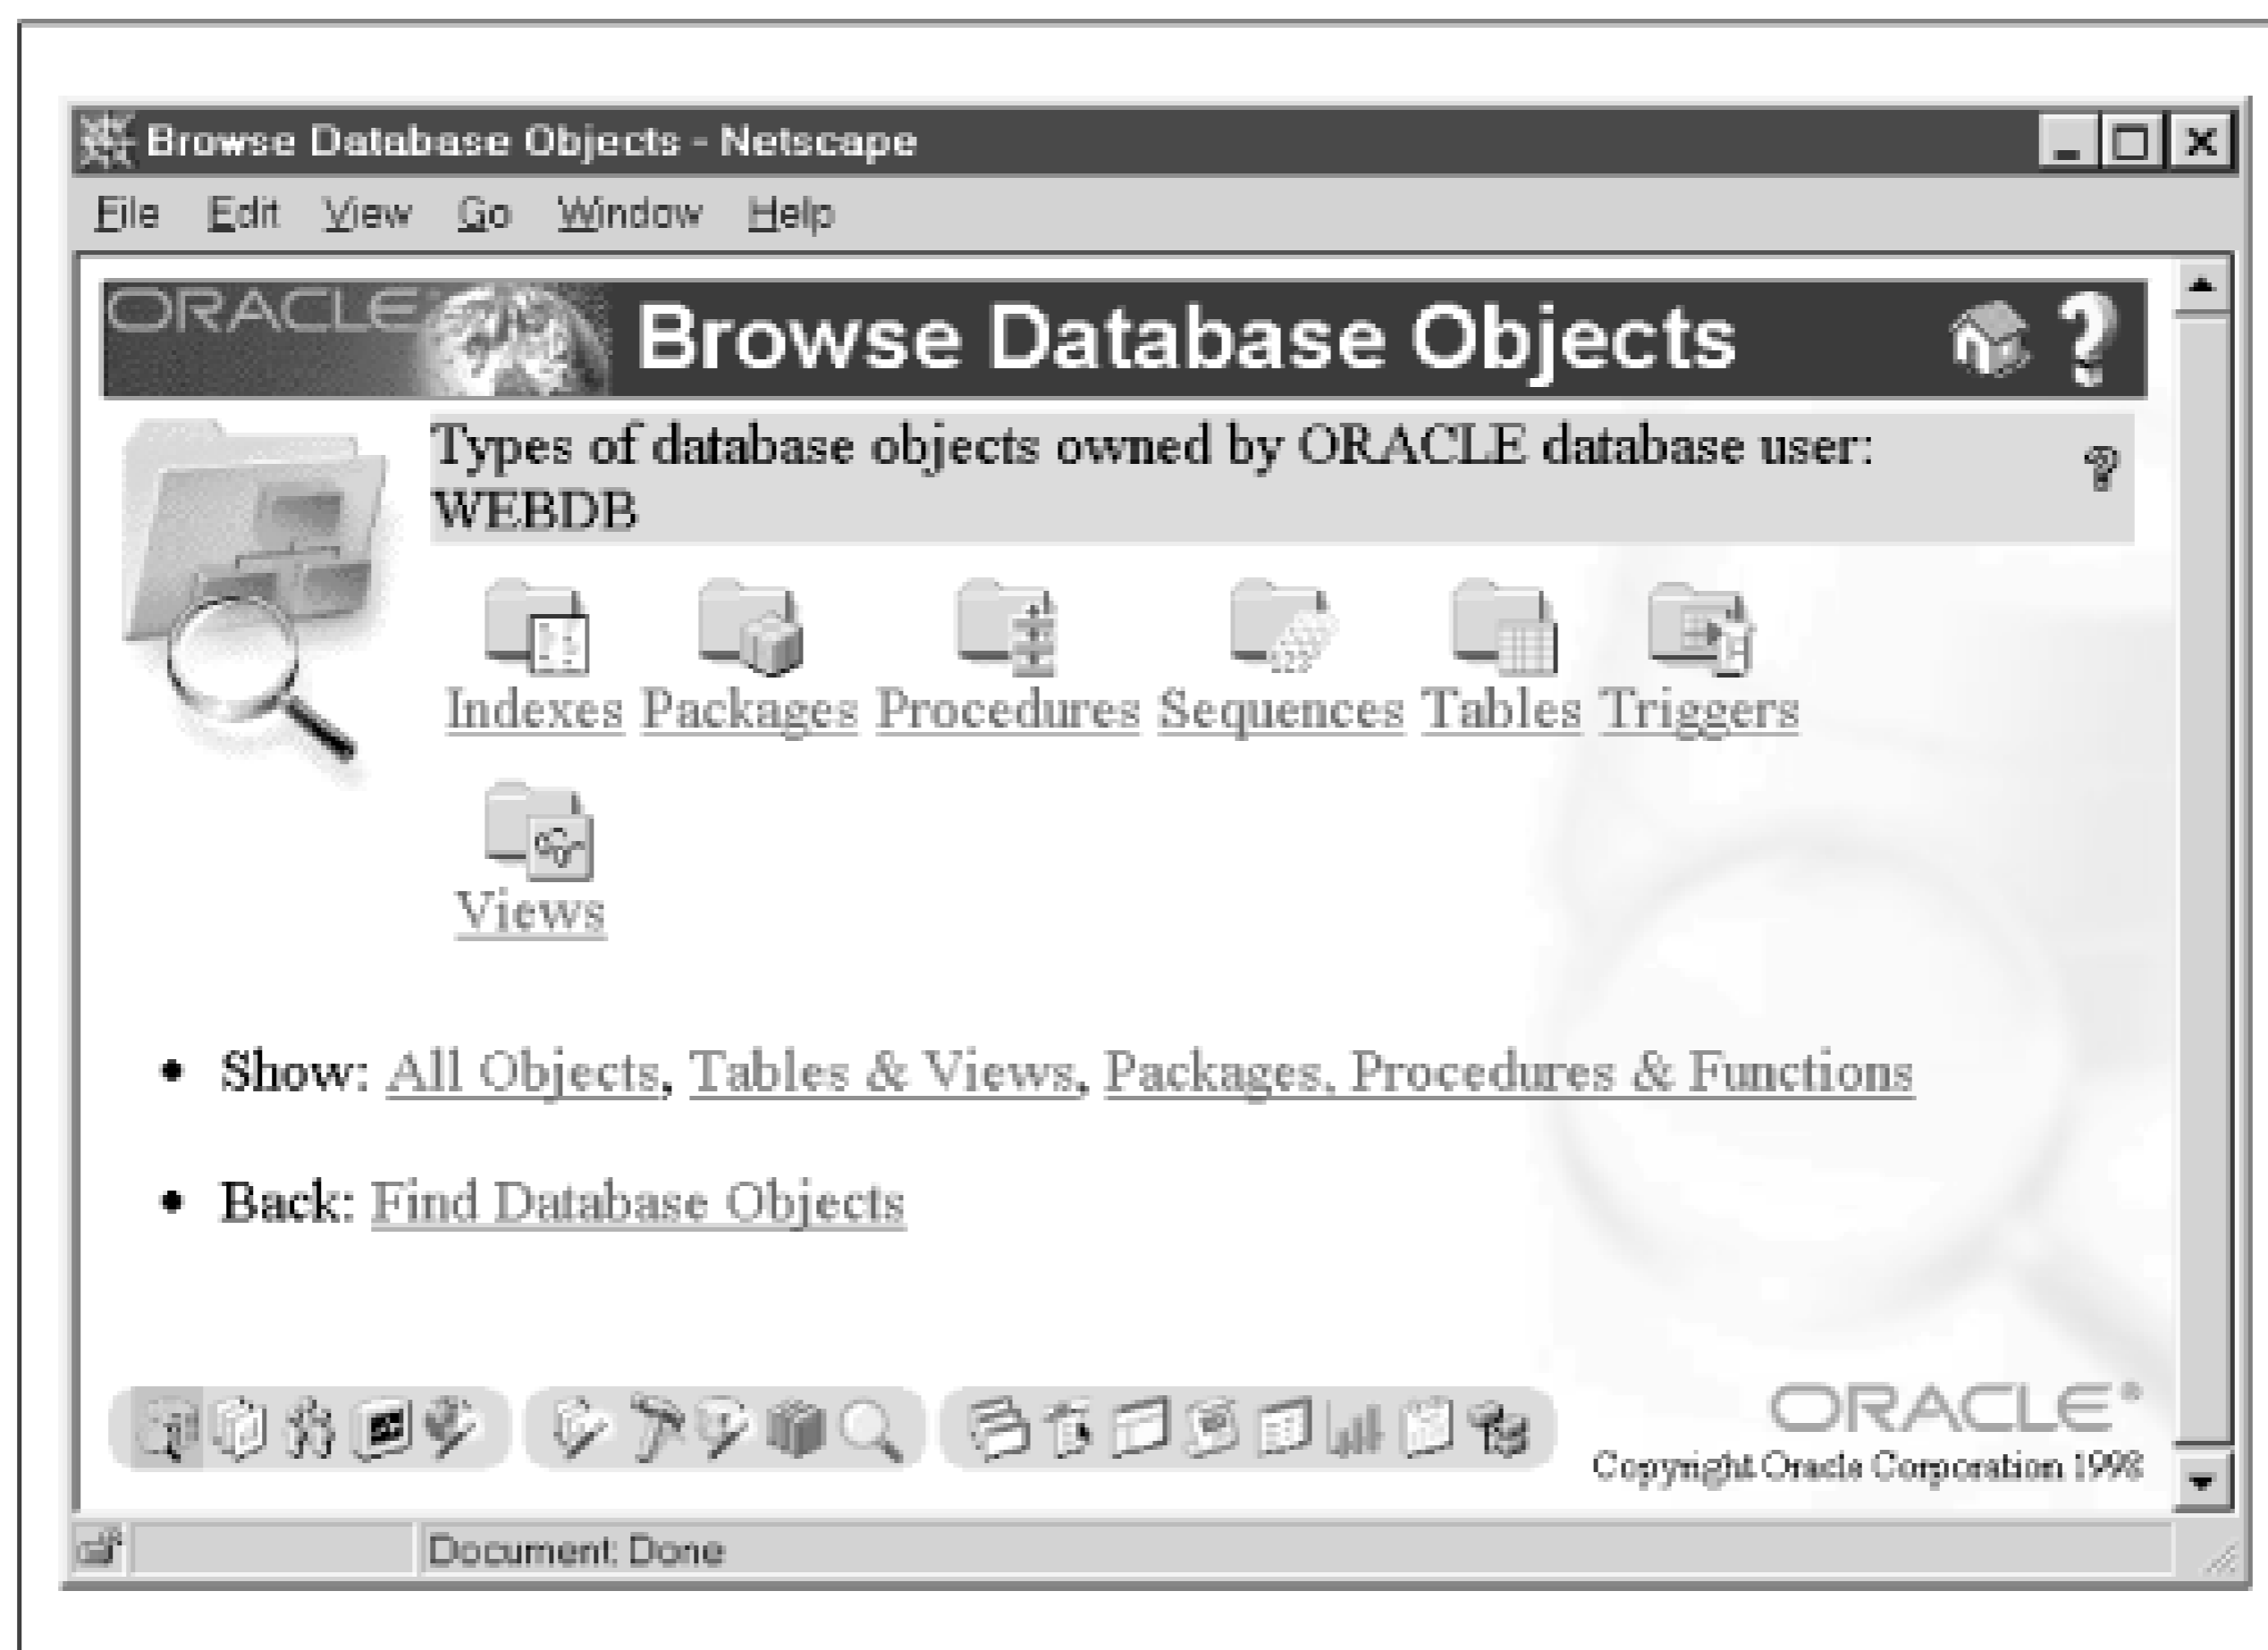 Browse Database Objects - Netscape
File Edit View Go Window Help
ORACLE Browse Database Objects ?
Types of database objects owned by ORACLE database user: ?
WEBDB
Indexes Packages Procedures Sequences Tables Triggers
Views
• Show: All Objects, Tables & Views, Packages, Procedures & Functions
• Back: Find Database Objects
ORACLE®
Copyright Oracle Corporation 1998
Document: Done